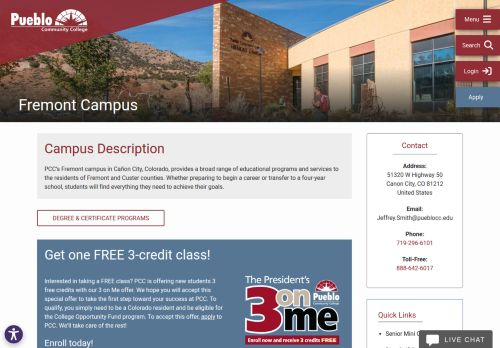 Pueblo
Community College
Menu
Search
Login
Apply
Fremont Campus
Campus Description
PCC's Fremont campus in Cañon City, Colorado, provides a broad range of educational programs and services to
the residents of Fremont and Custer counties. Whether preparing to begin a career or transfer to a four-year
school, students will find everything they need to achieve their goals.
DEGREE & CERTIFICATE PROGRAMS
Get one FREE 3-credit class!
Interested in taking a FREE class? PCC is offering new students 3
free credits with our 3 on Me offer. We hope you will accept this
special offer to take the first step toward your success at PCC. To
qualify, you simply need to be a Colorado resident and be eligible for
the College Opportunity Fund program. To accept this offer, apply
to PCC. We'll take care of the rest!
Enroll today!
The President's
3 on me
Pueblo
Community College
Enroll now and receive 3 credits FREE
Contact
Address:
51320 W Highway 50
Canon City, CO 81212
United States
Email:
Jeffrey.Smith@pueblocc.edu
Phone:
719-296-6101
Toll-Free:
888-642-6017
Quick Links
Senior Mini C
LIVE CHAT